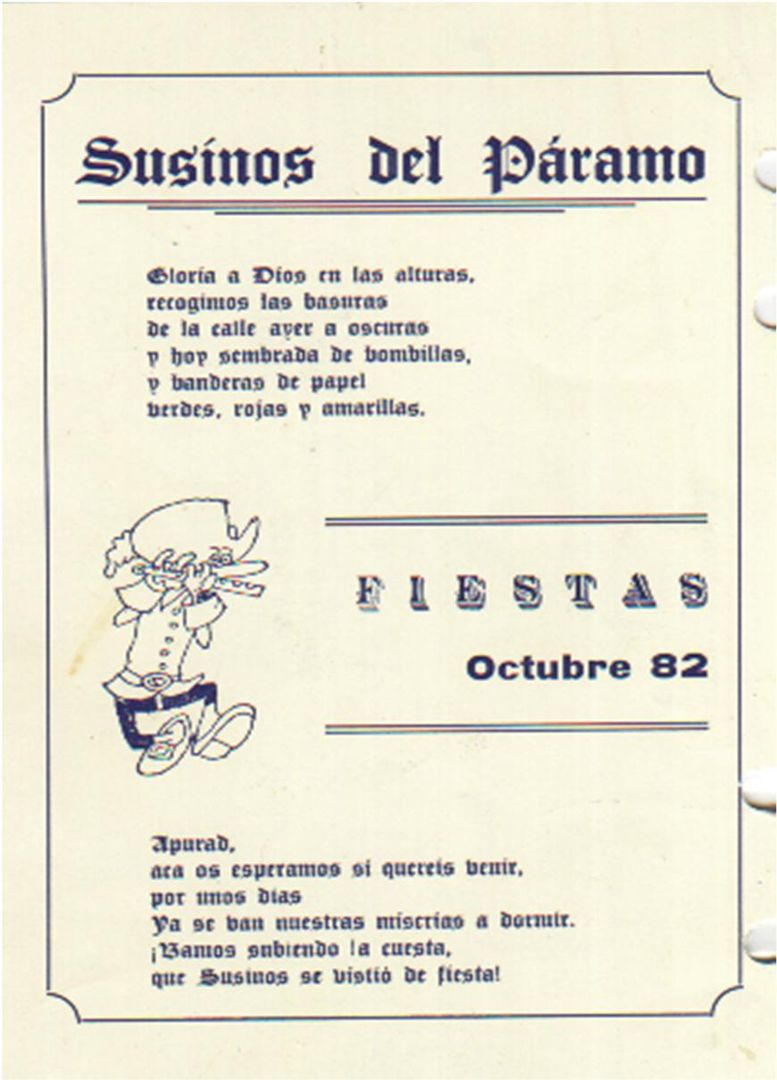 Susinos del Páramo
Gloria a Dios en las alturas,
recogimos las basuras
de la calle ayer a oscuras
y hoy sembrada de bombillas,
y banderas de papel
verdes, rojas y amarillas.
FIESTAS
Octubre 82
Apurad,
aca os esperamos si quereis venir,
por unos dias
Ya se van nuestras miserias a dormir.
¡Bamos subiendo la cuesta,
que Susinos se vistió de fiesta!